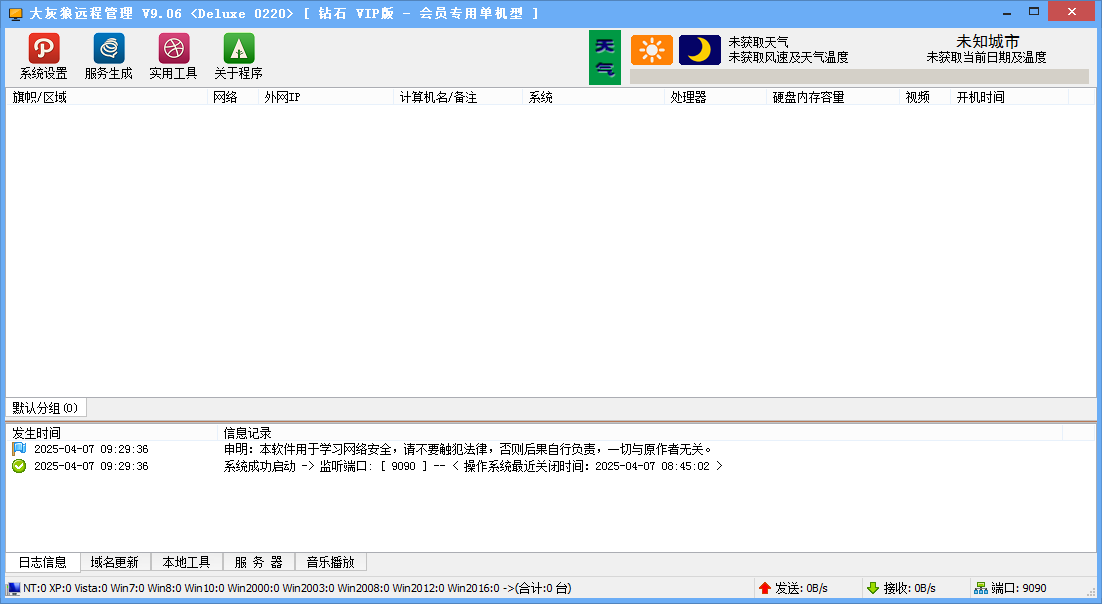 大灰狼远程管理 V9.06 <Deluxe 0220> [ 钻石 VIP版 - 会员专用单机型 ]
系统设置 服务生成 实用工具 关于程序
天气
未获取天气
未获取风速及天气温度
未知城市
未获取当前日期及温度
旗帜/区域 网络 外网IP 计算机名/备注 系统 处理器 硬盘内存容量 视频 开机时间
默认分组(0)
发生时间 信息记录
2025-04-07 09:29:36 申明: 本软件用于学习网络安全，请不要触犯法律，否则后果自行负责，一切与原作者无关。
2025-04-07 09:29:36 系统成功启动 -> 监听端口: [ 9090 ] -- < 操作系统最近关闭时间: 2025-04-07 08:45:02 >
日志信息 域名更新 本地工具 服 务 器 音乐播放
NT:0 XP:0 Vista:0 Win7:0 Win8:0 Win10:0 Win2000:0 Win2003:0 Win2008:0 Win2012:0 Win2016:0 ->(合计:0 台) 发送: 0B/s 接收: 0B/s 端口: 9090